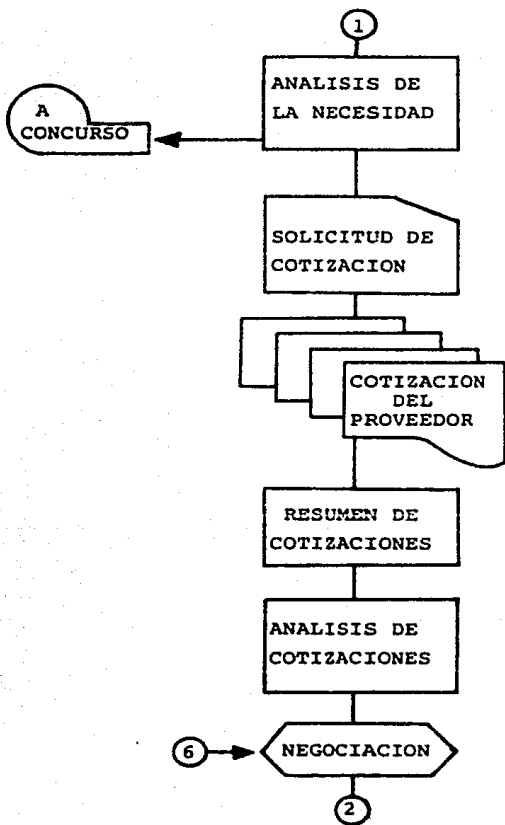 1
ANALISIS DE
LA NECESIDAD
A
CONCURSO
SOLICITUD DE
COTIZACION
COTIZACION
DEL
PROVEEDOR
RESUMEN DE
COTIZACIONES
ANALISIS DE
COTIZACIONES
6
NEGOCIACION
2